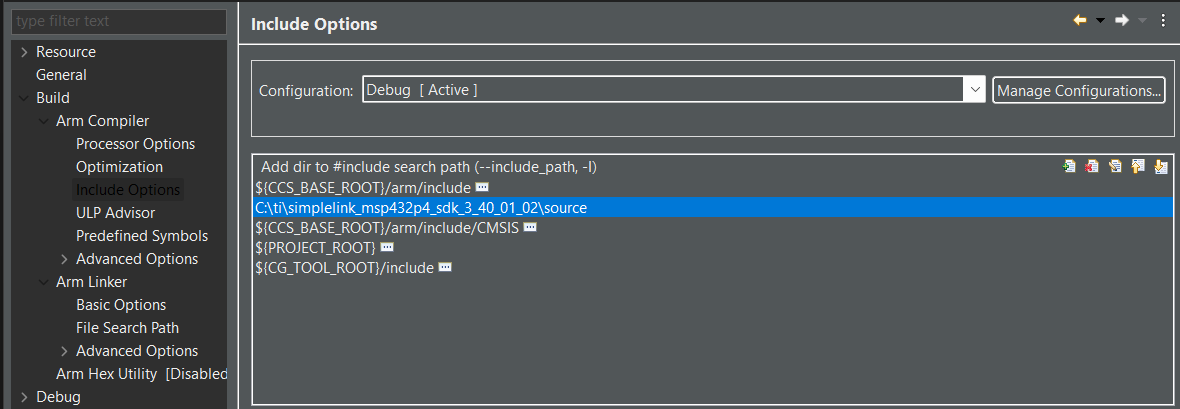 type filter text
Resource
General
Build
Arm Compiler
Processor Options
Optimization
Include Options
ULP Advisor
Predefined Symbols
Advanced Options
Arm Linker
Basic Options
File Search Path
Advanced Options
Arm Hex Utility [Disabled
Debug
Include Options
Configuration: Debug [ Active ] Manage Configurations...
Add dir to #include search path (--include_path, -I)
${CCS_BASE_ROOT}/arm/include
C:\ti\simplelink_msp432p4_sdk_3_40_01_02\source
${CCS_BASE_ROOT}/arm/include/CMSIS
${PROJECT_ROOT}
${CG_TOOL_ROOT}/include